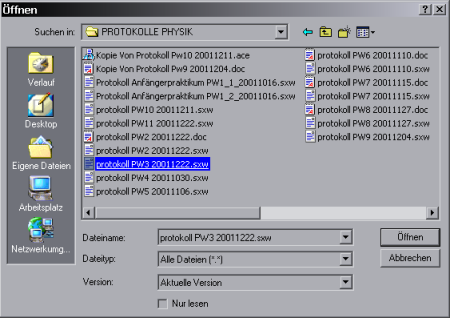 Öffnen
Suchen in: PROTOKOLLE PHYSIK
Verlauf
Desktop
Eigene Dateien
Arbeitsplatz
Netzwerkumg...
Kopie Von Protokoll Pw10 20011211.ace
Kopie Von Protokoll Pw9 20011204.doc
Protokoll Anfängerpraktikum PW1_1_20011016.sxw
Protokoll Anfängerpraktikum PW1_2_20011016.sxw
protokoll PW10 20011211.sxw
protokoll PW11 20011222.sxw
protokoll PW2 20011222.doc
protokoll PW2 20011222.sxw
protokoll PW3 20011222.sxw
protokoll PW4 20011030.sxw
protokoll PW5 20011106.sxw
protokoll PW6 20011110.doc
protokoll PW6 20011110.sxw
protokoll PW7 20011115.doc
protokoll PW7 20011115.sxw
protokoll PW8 20011127.doc
protokoll PW8 20011127.sxw
protokoll PW9 20011204.sxw
Dateiname: protokoll PW3 20011222.sxw Öffnen
Dateityp: Alle Dateien (*.*) Abbrechen
Version: Aktuelle Version
Nur lesen